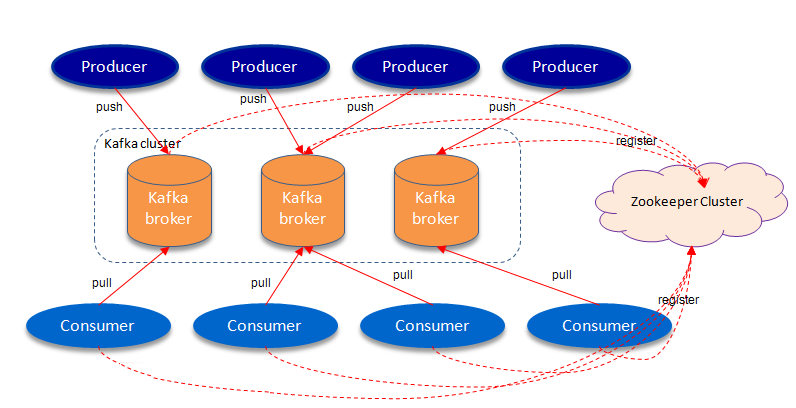 Producer
Producer
Producer
Producer
push
push
push
push
Kafka cluster
register
Kafka
broker
Kafka
broker
Kafka
broker
Zookeeper Cluster
pull
pull
pull
pull
register
Consumer
Consumer
Consumer
Consumer